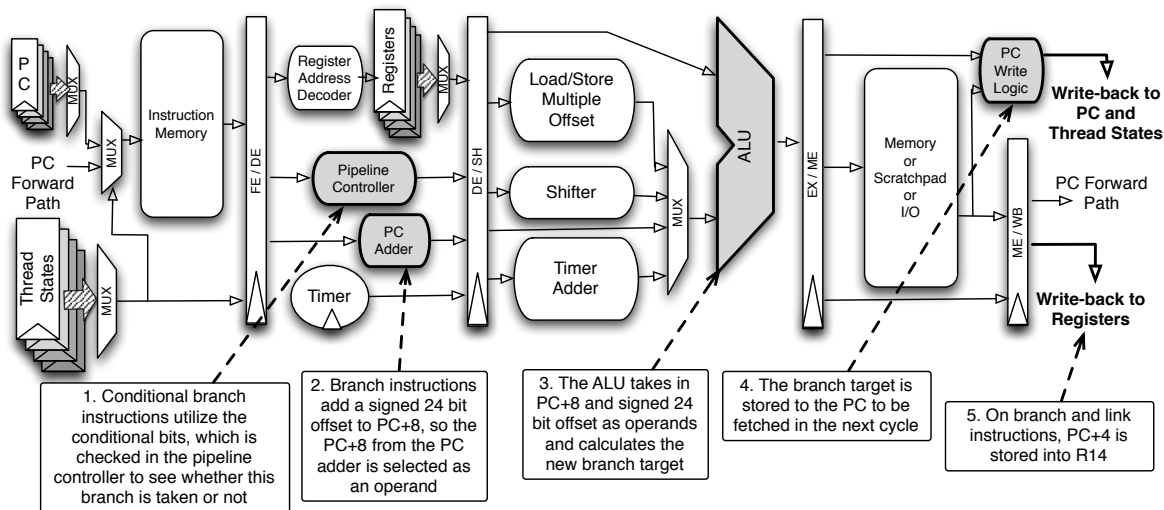 PC
MUX
PC
Forward
Path
MUX
Thread
States
MUX
Instruction
Memory
FE / DE
Register
Address
Decoder
Registers
MUX
Pipeline
Controller
PC
Adder
Timer
DE / SH
Load/Store
Multiple
Offset
Shifter
Timer
Adder
MUX
ALU
EX / ME
Memory
or
Scratchpad
or
I/O
PC
Write
Logic
Write-back to
PC and
Thread States
ME / WB
PC Forward
Path
Write-back to
Registers
1. Conditional branch
instructions utilize the
conditional bits, which is
checked in the pipeline
controller to see whether this
branch is taken or not
2. Branch instructions
add a signed 24 bit
offset to PC+8, so the
PC+8 from the PC
adder is selected as
an operand
3. The ALU takes in
PC+8 and signed 24
bit offset as operands
and calculates the
new branch target
4. The branch target is
stored to the PC to be
fetched in the next cycle
5. On branch and link
instructions, PC+4 is
stored into R14